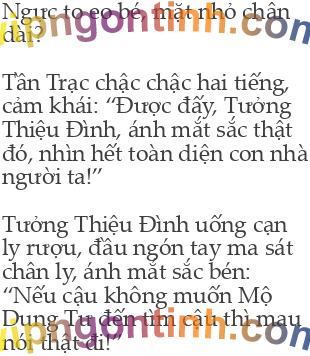 Ngực to eo bé, mặt nhỏ chân
dài?
Tần Trạc chậc chậc hai tiếng,
cảm khái: “Được đấy, Tưởng
Thiệu Đình, ánh mắt sắc thật
đó, nhìn hết toàn diện con nhà
người ta!”
Tưởng Thiệu Đình uống cạn
ly rượu, đầu ngón tay ma sát
chân ly, ánh mắt sắc bén:
“Nếu cậu không muốn Mộ
Dung Tư đến tìm cậu thì mau
nói thật đi!”
vipngontinh.com